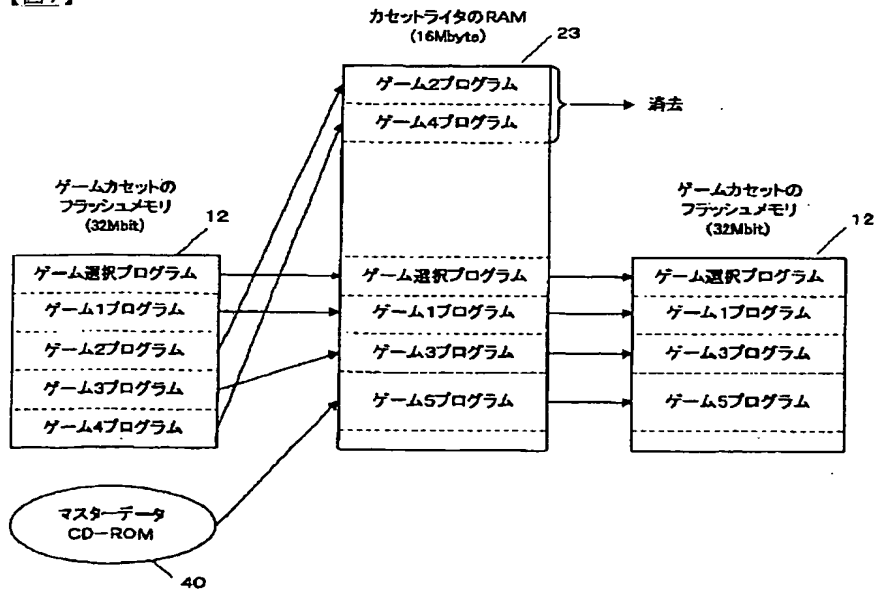 【図7】
カセットライタのRAM
(16Mbyte)
23
ゲーム2プログラム
ゲーム4プログラム
消去
ゲームカセットの
フラッシュメモリ
(32Mbit)
12
ゲーム選択プログラム
ゲーム1プログラム
ゲーム2プログラム
ゲーム3プログラム
ゲーム4プログラム
ゲーム選択プログラム
ゲーム1プログラム
ゲーム3プログラム
ゲーム5プログラム
ゲームカセットの
フラッシュメモリ
(32Mbit)
12
ゲーム選択プログラム
ゲーム1プログラム
ゲーム3プログラム
ゲーム5プログラム
マスターデータ
CD-ROM
40